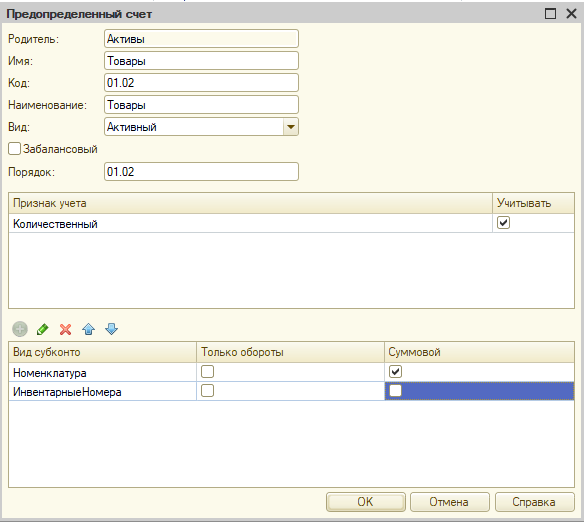 Предопределенный счет
Родитель: Активы
Имя: Товары
Код: 01.02
Наименование: Товары
Вид: Активный
Забалансовый
Порядок: 01.02
Признак учета Учитывать
Количественный
Вид субконто Только обороты Суммовой
Номенклатура
ИнвентарныеНомера
OK Отмена Справка